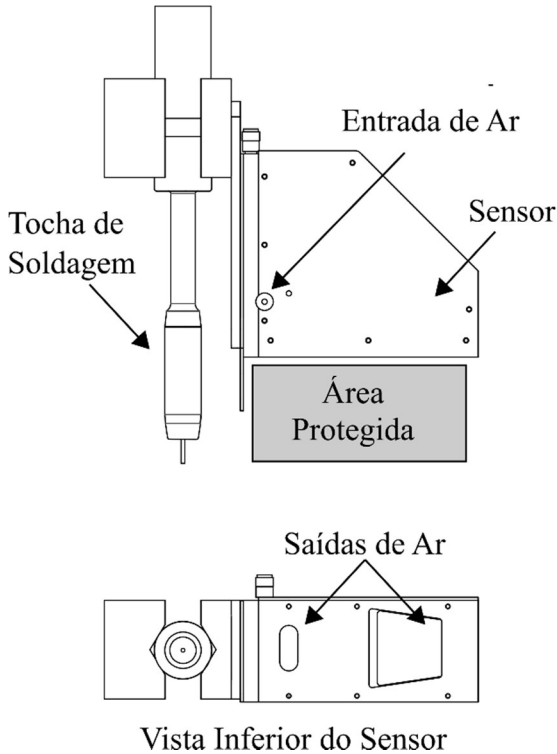 Entrada de Ar
Sensor
Tocha de
Soldagem
Área
Protegida
Saídas de Ar
Vista Inferior do Sensor